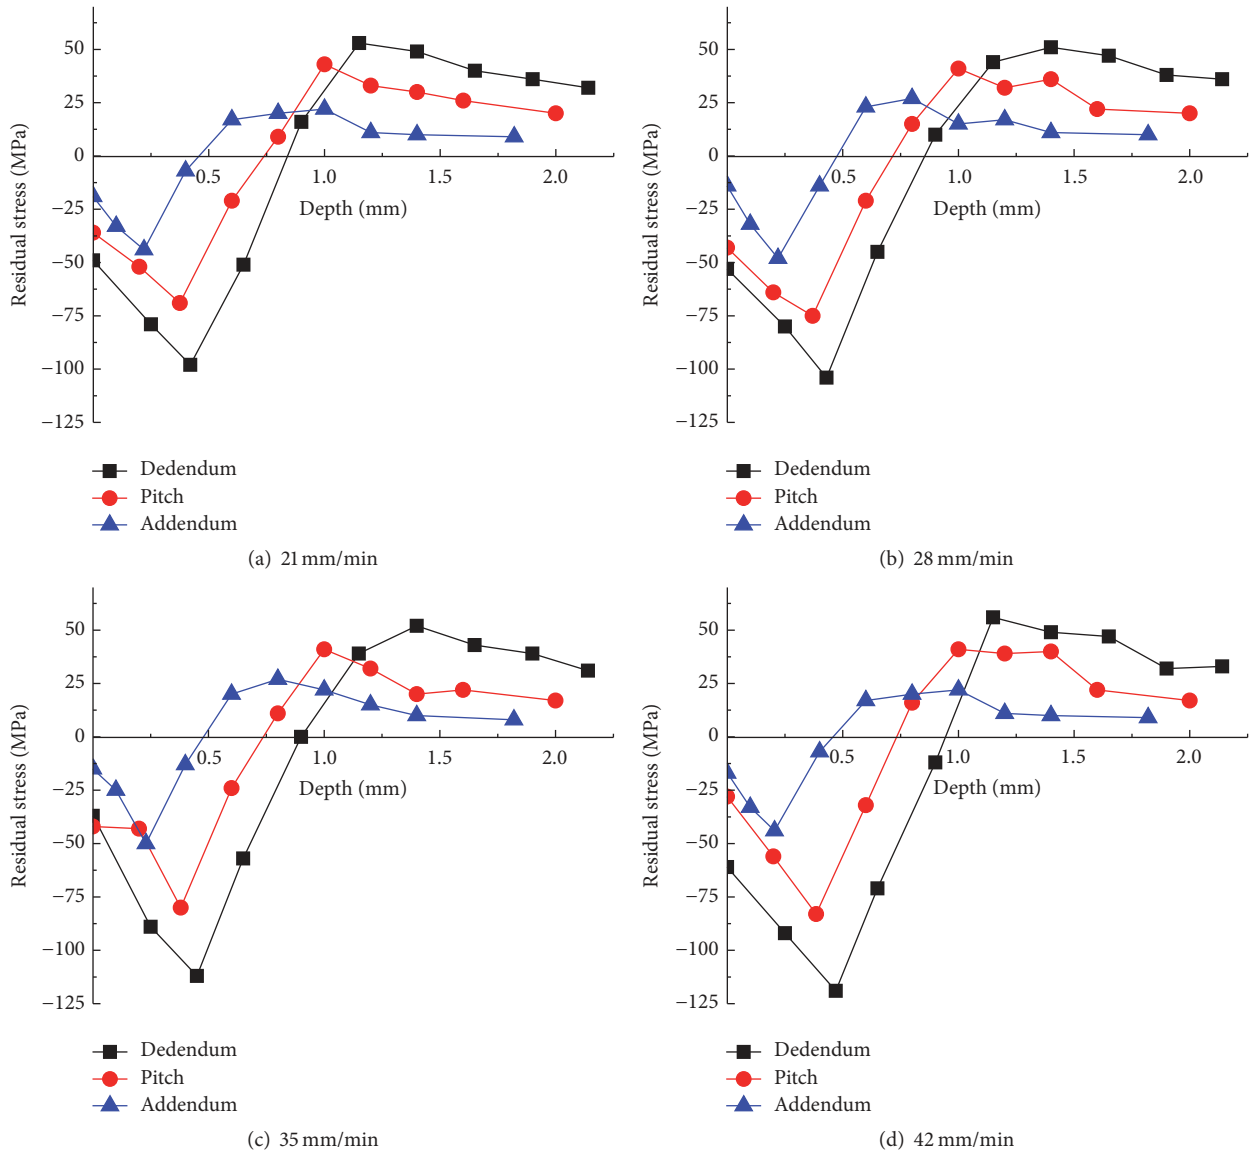 50
25
0
−25
−50
−75
−100
−125
0.5
1.0
1.5
2.0
Depth (mm)
Residual stress (MPa)
Dedendum
Pitch
Addendum
(a) 21 mm/min
50
25
0
−25
−50
−75
−100
−125
0.5
1.0
1.5
2.0
Depth (mm)
Residual stress (MPa)
Dedendum
Pitch
Addendum
(b) 28 mm/min
50
25
0
−25
−50
−75
−100
−125
0.5
1.0
1.5
2.0
Depth (mm)
Residual stress (MPa)
Dedendum
Pitch
Addendum
(c) 35 mm/min
50
25
0
−25
−50
−75
−100
−125
0.5
1.0
1.5
2.0
Depth (mm)
Residual stress (MPa)
Dedendum
Pitch
Addendum
(d) 42 mm/min